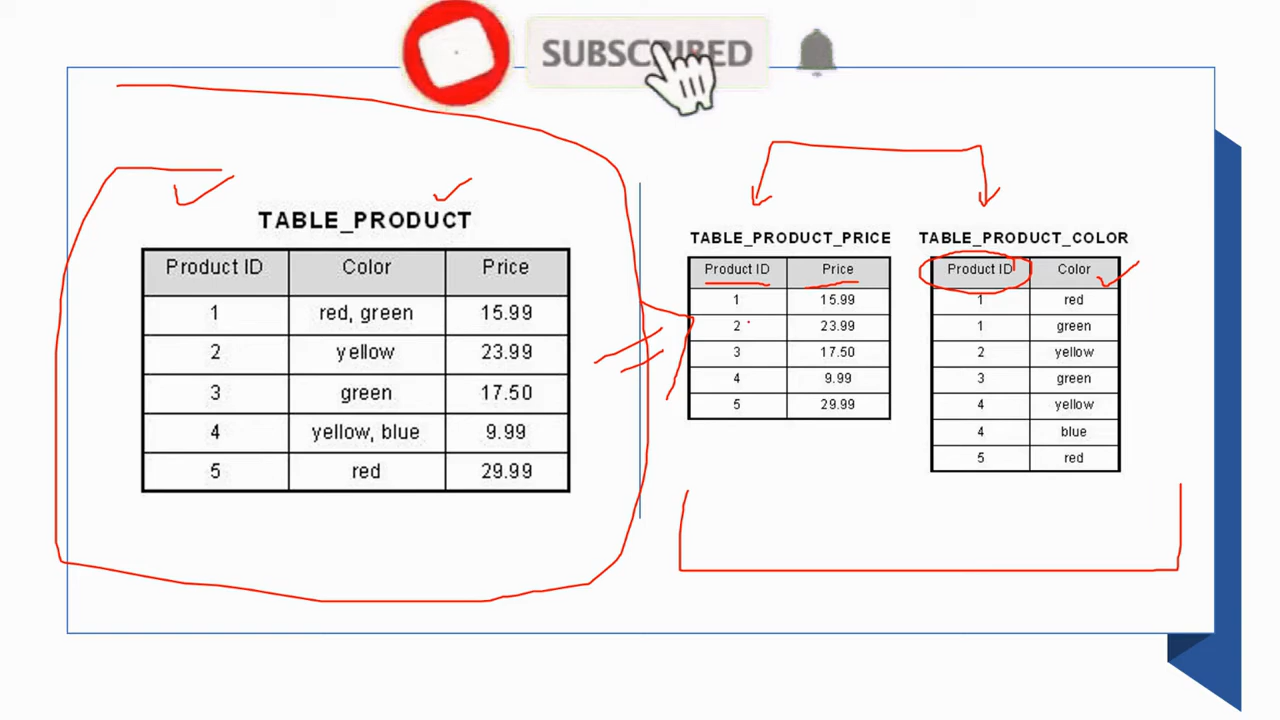 SUBSCRIBED
TABLE_PRODUCT
Product ID Color Price
1 red, green 15.99
2 yellow 23.99
3 green 17.50
4 yellow, blue 9.99
5 red 29.99
TABLE_PRODUCT_PRICE
Product ID Price
1 15.99
2 23.99
3 17.50
4 9.99
5 29.99
TABLE_PRODUCT_COLOR
Product ID Color
1 red
1 green
2 yellow
3 green
4 yellow
4 blue
5 red